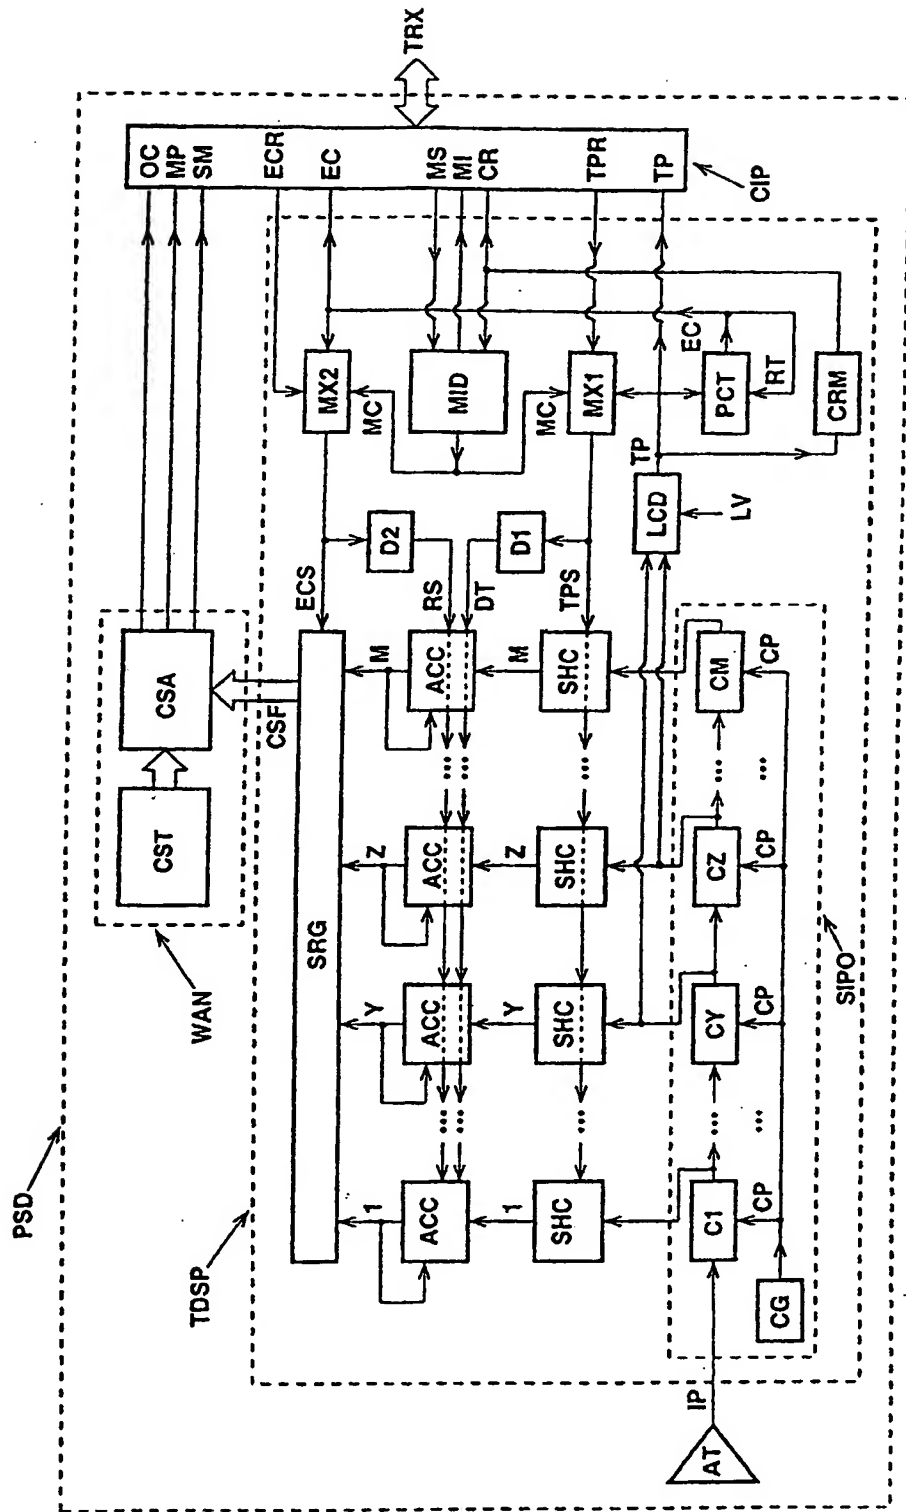 PSD
TDSP
WAN
CST
CSA
CSF
OC
MP
SM
ECR
EC
MS
MI
CR
TPR
TP
TRX
CIP
SRG
ECS
MX2
MC
MID
MC
MX1
D2
D1
RS
DT
TPS
1
Y
Z
M
ACC
...
ACC
ACC
...
ACC
...
...
1
Y
Z
M
SHC
...
SHC
SHC
...
SHC
EC
PCT
RT
CRM
TP
LCD
LV
IP
AT
C1
...
CY
CZ
...
CM
CP
...
CP
CP
...
CP
CG
SIPO